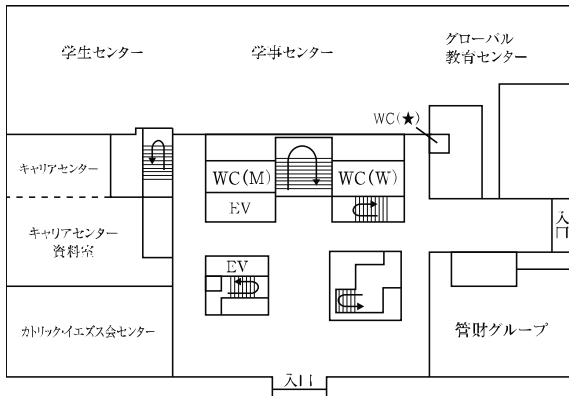 学生センター
学事センター
グローバル
教育センター
WC(★)
キャリアセンター
WC(M)
WC(W)
EV
キャリアセンター
資料室
入口
EV
カトリック・イエズス会センター
管財グループ
入口